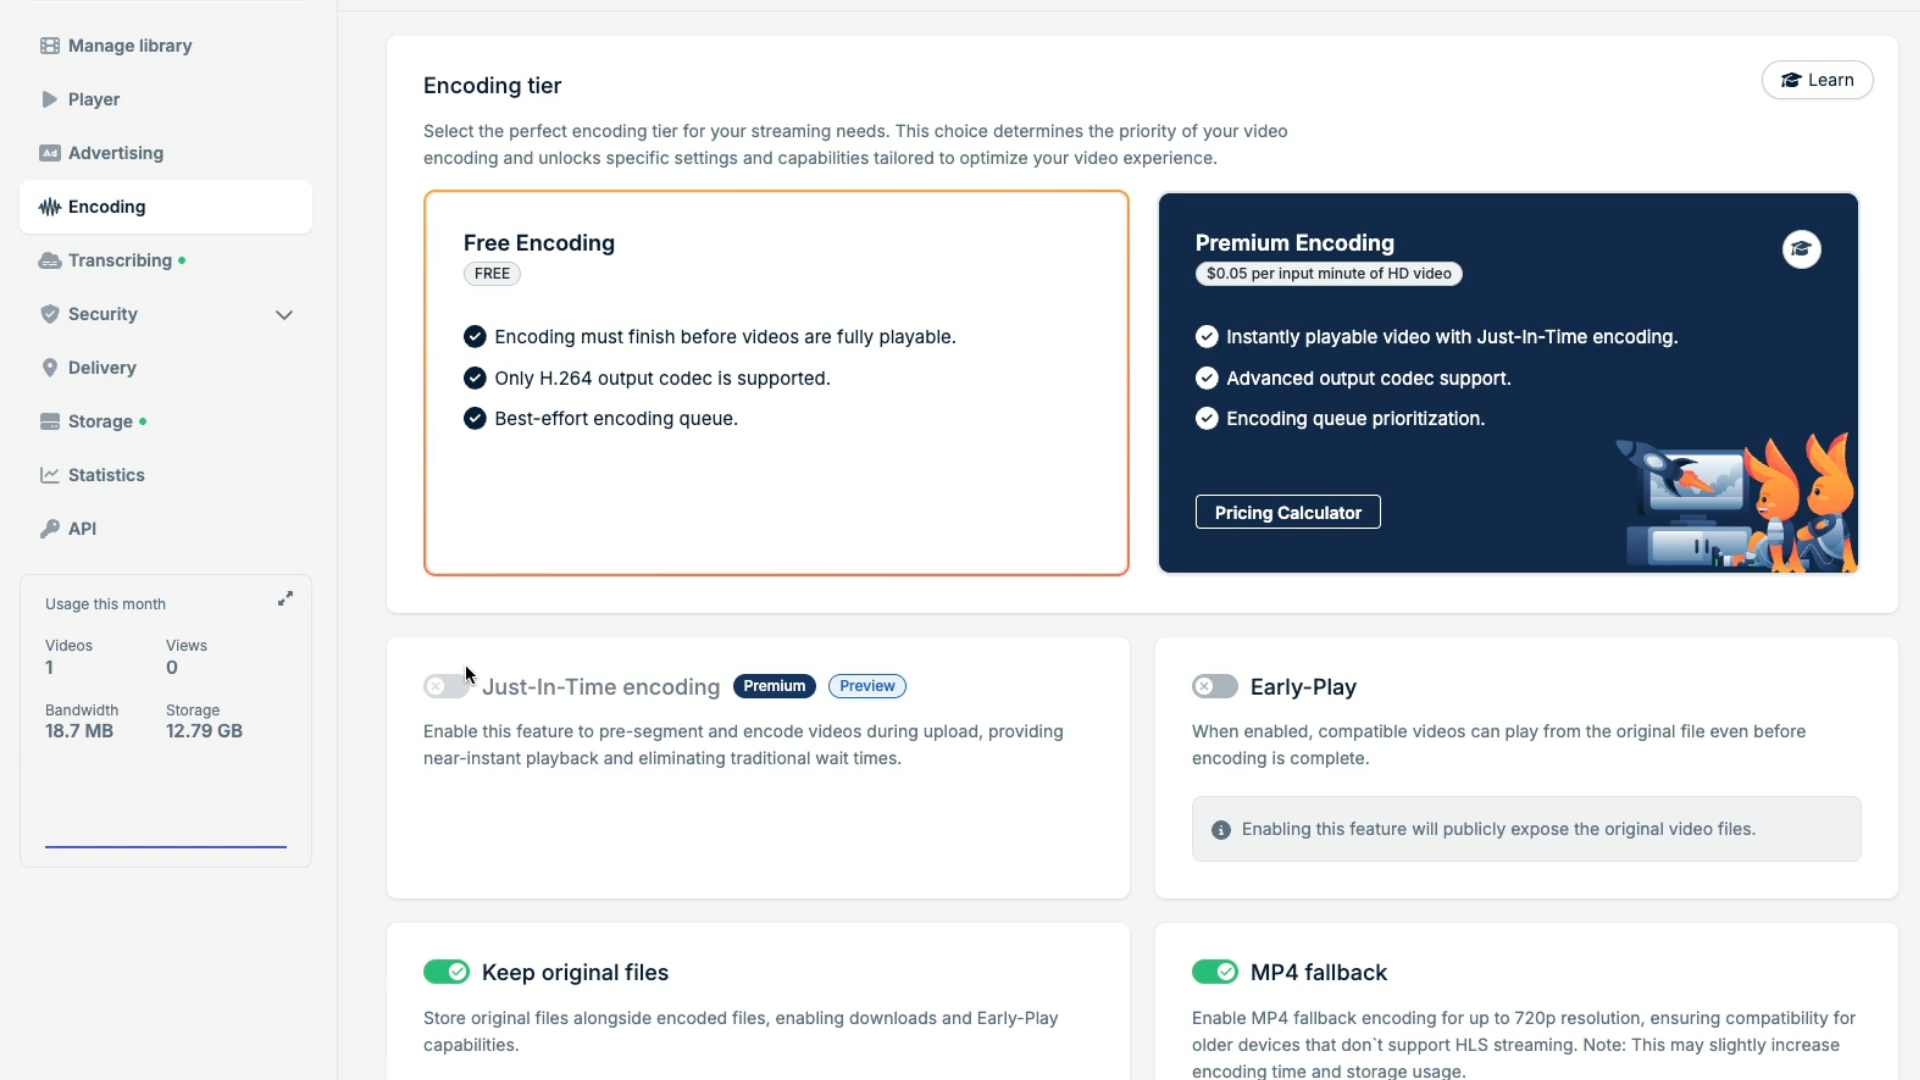 Manage library
Player
Ad Advertising
Encoding
Transcribing
Security
Delivery
Storage
Statistics
API
Usage this month
Videos Views
1 0
Bandwidth Storage
18.7 MB 12.79 GB
Encoding tier
Learn
Select the perfect encoding tier for your streaming needs. This choice determines the priority of your video
encoding and unlocks specific settings and capabilities tailored to optimize your video experience.
Free Encoding
FREE
Encoding must finish before videos are fully playable.
Only H.264 output codec is supported.
Best-effort encoding queue.
Premium Encoding
$0.05 per input minute of HD video
Instantly playable video with Just-In-Time encoding.
Advanced output codec support.
Encoding queue prioritization.
Pricing Calculator
Just-In-Time encoding Premium Preview
Enable this feature to pre-segment and encode videos during upload, providing
near-instant playback and eliminating traditional wait times.
Early-Play
When enabled, compatible videos can play from the original file even before
encoding is complete.
Enabling this feature will publicly expose the original video files.
Keep original files
Store original files alongside encoded files, enabling downloads and Early-Play
capabilities.
MP4 fallback
Enable MP4 fallback encoding for up to 720p resolution, ensuring compatibility for
older devices that don`t support HLS streaming. Note: This may slightly increase
encoding time and storage usage.